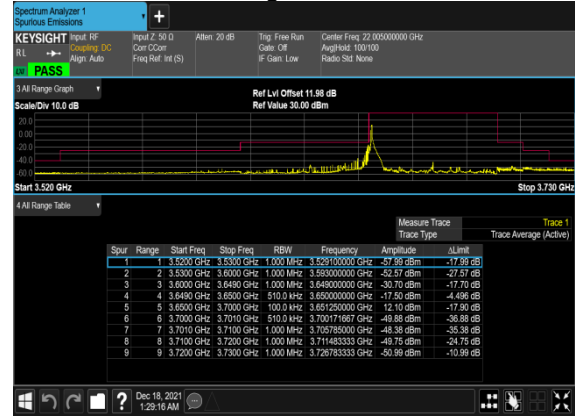 Spectrum Analyzer 1
Spurious Emissions
KEYSIGHT Input: RF Input Z: 50 Ω Atten: 20 dB Trig: Free Run Center Freq: 22.005000000 GHz
RL Coupling: DC Corr CCorr Gate: Off Avg|Hold: 100/100
Align: Auto Freq Ref: Int (S) IF Gain: Low Radio Std: None
PASS
3 All Range Graph
Ref Lvl Offset 11.98 dB
Scale/Div 10.0 dB Ref Value 30.00 dBm
20.0
0.00
-20.0
-40.0
-60.0
Start 3.520 GHz Stop 3.730 GHz
4 All Range Table
Measure Trace Trace 1
Trace Type Trace Average (Active)
Spur Range Start Freq Stop Freq RBW Frequency Amplitude ΔLimit
1 1 3.5200 GHz 3.5300 GHz 1.000 MHz 3.529100000 GHz -57.99 dBm -17.99 dB
2 2 3.5300 GHz 3.6000 GHz 1.000 MHz 3.593000000 GHz -52.57 dBm -27.57 dB
3 3 3.6000 GHz 3.6490 GHz 1.000 MHz 3.649000000 GHz -30.70 dBm -17.70 dB
4 4 3.6490 GHz 3.6500 GHz 510.0 kHz 3.650000000 GHz -17.50 dBm -4.496 dB
5 5 3.6500 GHz 3.7000 GHz 100.0 kHz 3.651250000 GHz 12.10 dBm -17.90 dB
6 6 3.7000 GHz 3.7010 GHz 510.0 kHz 3.700171667 GHz -49.88 dBm -36.88 dB
7 7 3.7010 GHz 3.7100 GHz 1.000 MHz 3.705785000 GHz -48.38 dBm -35.38 dB
8 8 3.7100 GHz 3.7200 GHz 1.000 MHz 3.711483333 GHz -49.75 dBm -24.75 dB
9 9 3.7200 GHz 3.7300 GHz 1.000 MHz 3.726783333 GHz -50.99 dBm -10.99 dB
Dec 18, 2021
1:29:16 AM